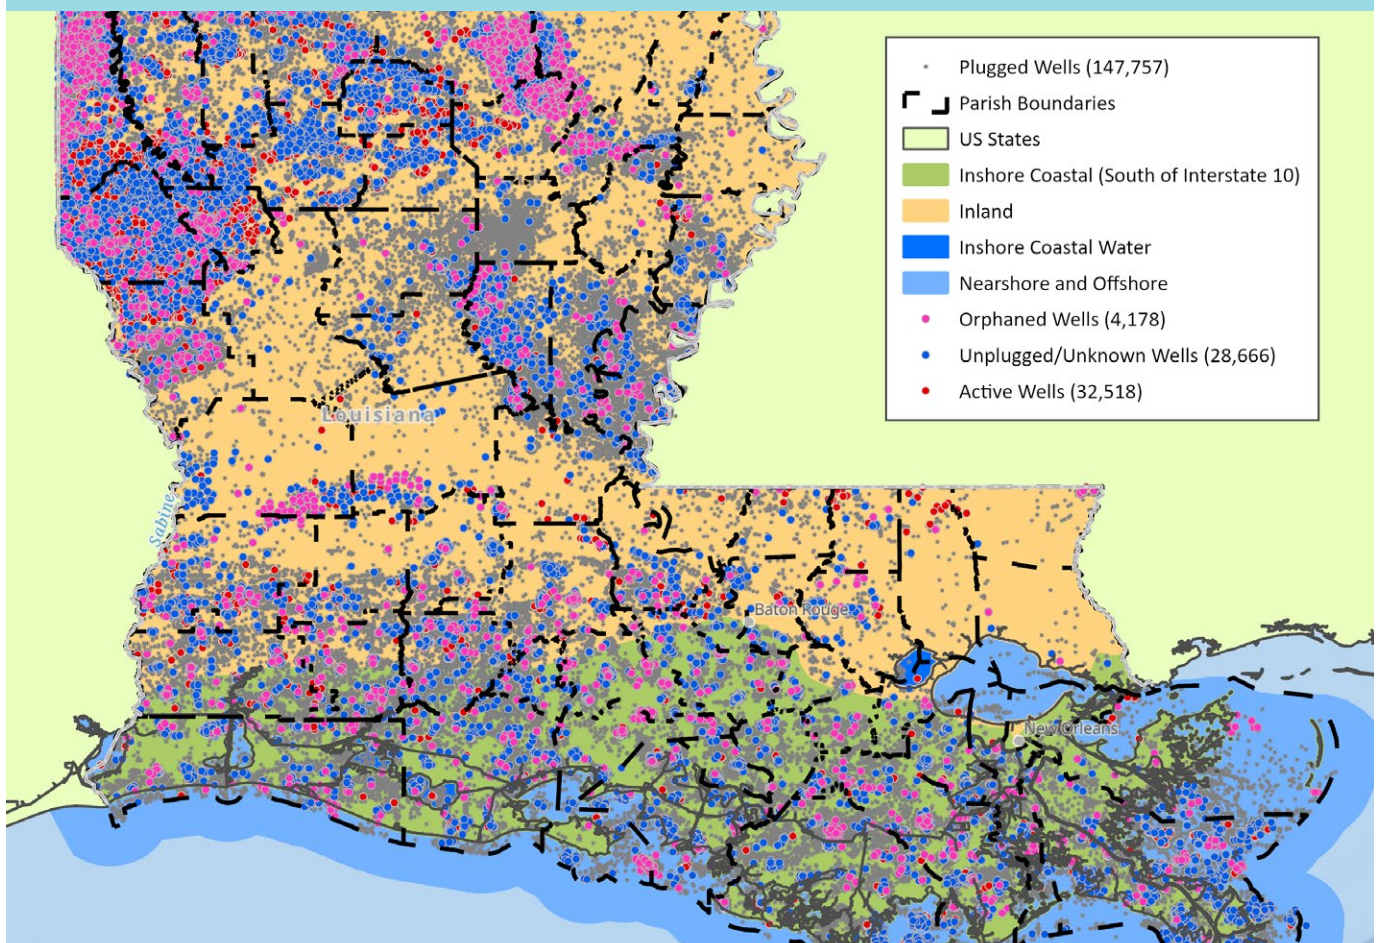 Plugged Wells (147,757)
Parish Boundaries
US States
Inshore Coastal (South of Interstate 10)
Inland
Inshore Coastal Water
Nearshore and Offshore
Orphaned Wells (4,178)
Unplugged/Unknown Wells (28,666)
Active Wells (32,518)
Louisiana
Sabine
Baton Rouge
New Orleans